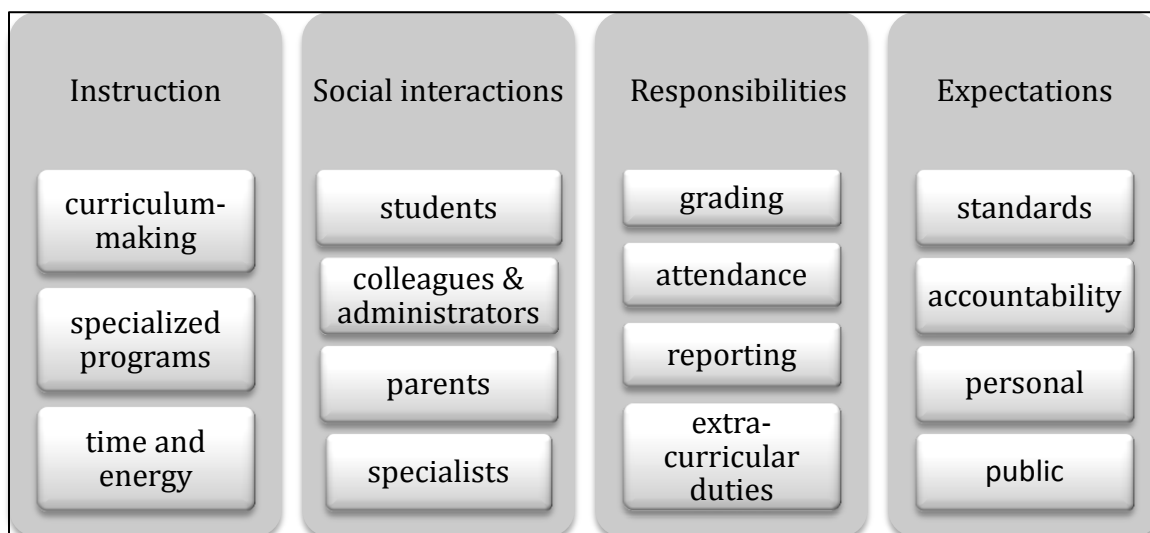 Instruction
curriculum-
making
specialized
programs
time and
energy
Social interactions
students
colleagues &
administrators
parents
specialists
Responsibilities
grading
attendance
reporting
extra-
curricular
duties
Expectations
standards
accountability
personal
public